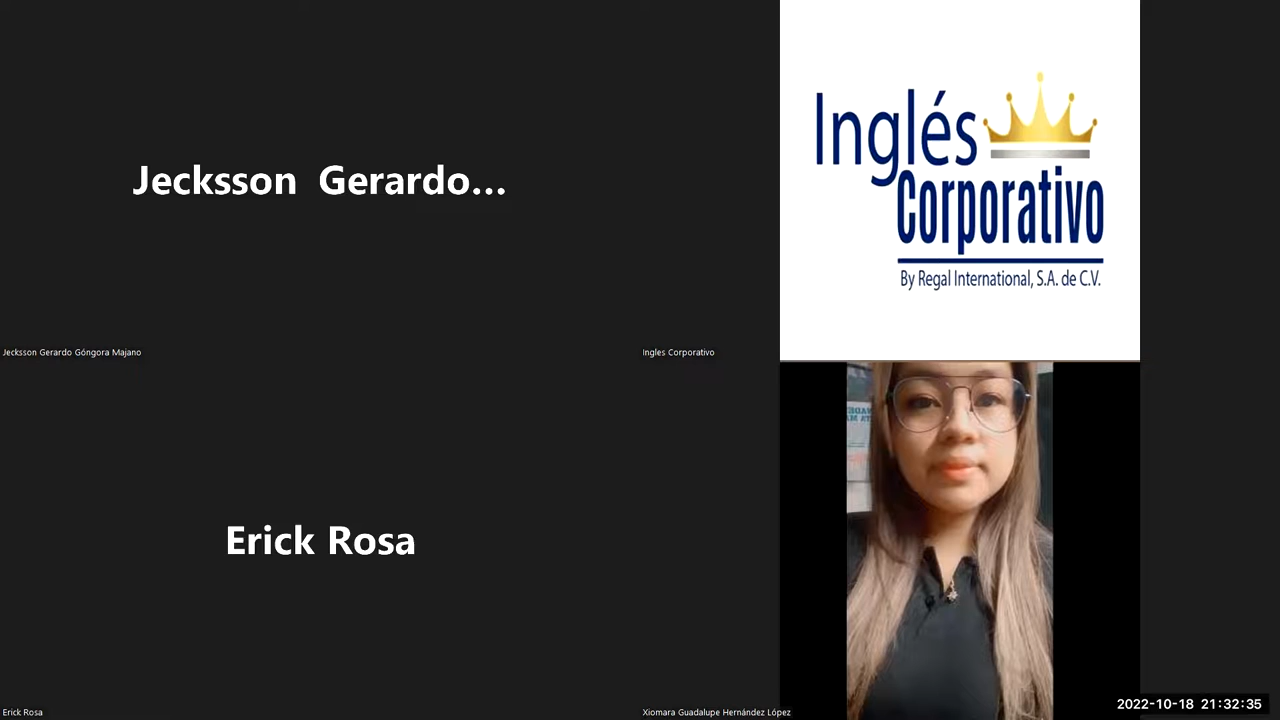 Jecksson Gerardo...
Jecksson Gerardo Góngora Majano
Inglés
Corporativo
By Regal International, S.A. de C.V.
Ingles Corporativo
Erick Rosa
Erick Rosa
Xiomara Guadalupe Hernández López
2022-10-18 21:32:35